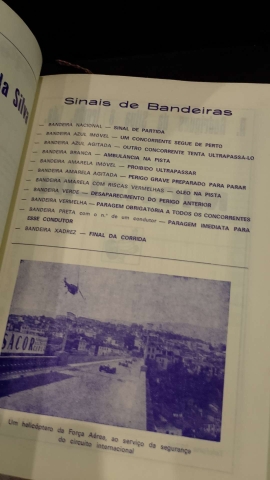 da Silva
Sinais de Bandeiras
— BANDEIRA NACIONAL — SINAL DE PARTIDA
— BANDEIRA AZUL IMÓVEL — UM CONCORRENTE SEGUE DE PERTO
— BANDEIRA AZUL AGITADA — OUTRO CONCORRENTE TENTA ULTRAPASSÁ-LO
— BANDEIRA BRANCA — AMBULÂNCIA NA PISTA
— BANDEIRA AMARELA IMÓVEL — PROIBIDO ULTRAPASSAR
— BANDEIRA AMARELA AGITADA — PERIGO GRAVE PREPARADO PARA PARAR
— BANDEIRA AMARELA COM RISCAS VERMELHAS — ÓLEO NA PISTA
— BANDEIRA VERDE — DESAPARECIMENTO DO PERIGO ANTERIOR
— BANDEIRA VERMELHA — PARAGEM OBRIGATÓRIA A TODOS OS CONCORRENTES
— BANDEIRA PRETA com o n.º de um condutor — PARAGEM IMEDIATA PARA
ESSE CONDUTOR
— BANDEIRA XADREZ — FINAL DA CORRIDA
SACOR
Um helicóptero da Força Aérea, ao serviço da segurança
do circuito internacional